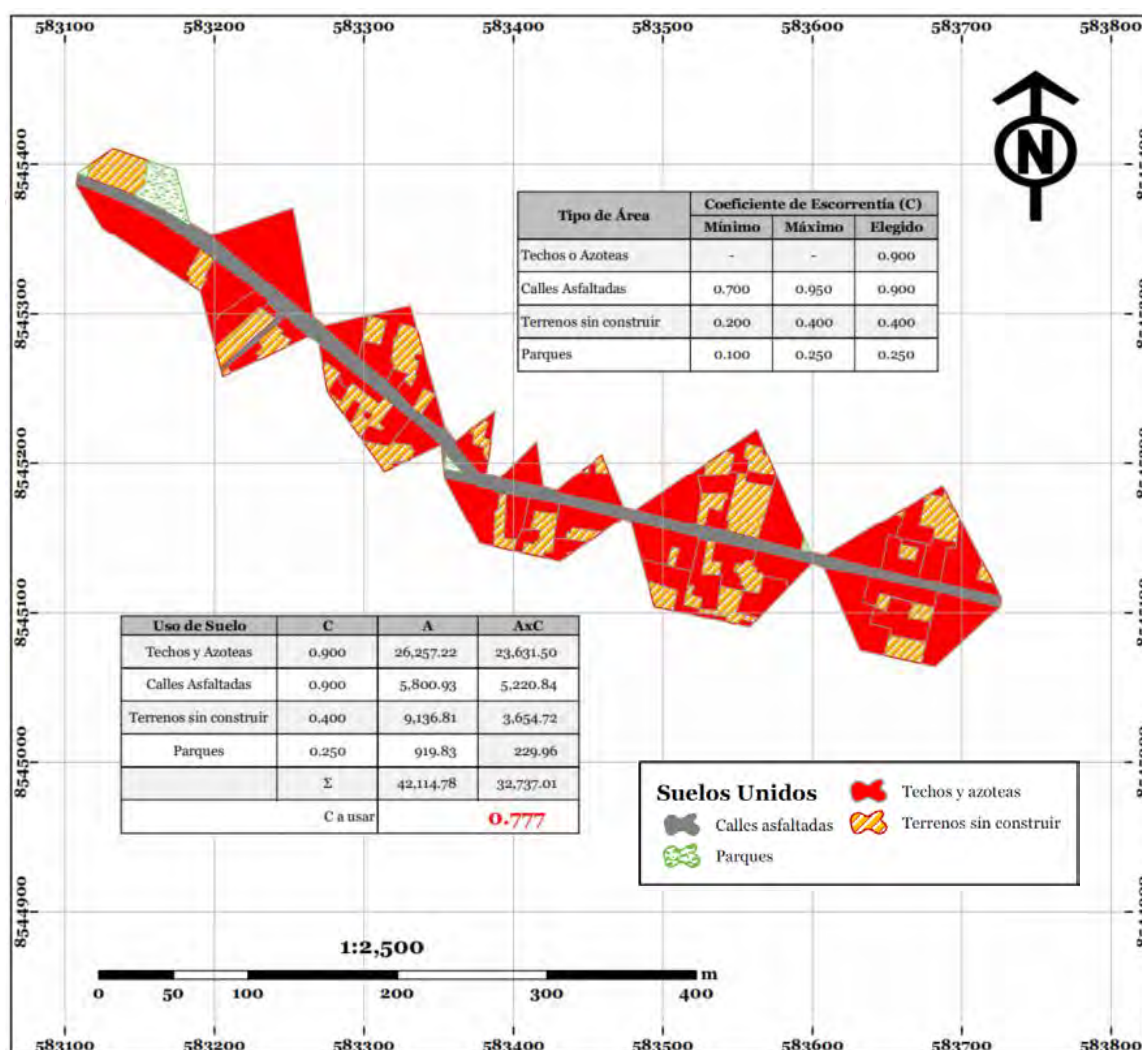 583100 583200 583300 583400 583500 583600 583700 583800
8545400 8545400
N
Tipo de Área Coeficiente de Escorrentía (C)
Mínimo Máximo Elegido
Techos o Azoteas - - 0.900
Calles Asfaltadas 0.700 0.950 0.900
Terrenos sin construir 0.200 0.400 0.400
Parques 0.100 0.250 0.250
8545300 8545300
8545200 8545200
8545100 8545100
Uso de Suelo C A AxC
Techos y Azoteas 0.900 26,257.22 23,631.50
Calles Asfaltadas 0.900 5,800.93 5,220.84
Terrenos sin construir 0.400 9,136.81 3,654.72
Parques 0.250 919.83 229.96
Σ 42,114.78 32,737.01
C a usar 0.777
8545000 8545000
Suelos Unidos
Techos y azoteas
Calles asfaltadas
Terrenos sin construir
Parques
8544900 8544900
1:2,500
m
0 50 100 200 300 400
583100 583200 583300 583400 583500 583600 583700 583800